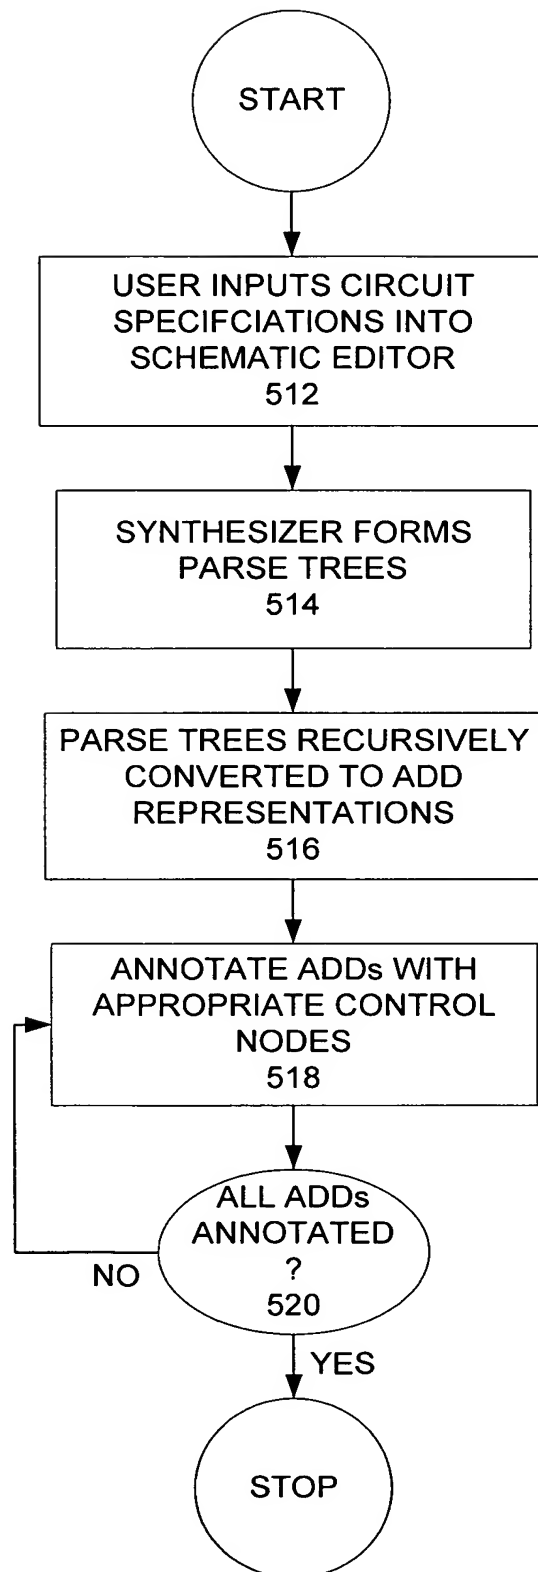 START
USER INPUTS CIRCUIT
SPECIFCIATIONS INTO
SCHEMATIC EDITOR
512
SYNTHESIZER FORMS
PARSE TREES
514
PARSE TREES RECURSIVELY
CONVERTED TO ADD
REPRESENTATIONS
516
ANNOTATE ADDs WITH
APPROPRIATE CONTROL
NODES
518
ALL ADDs
ANNOTATED
?
520
NO
YES
STOP